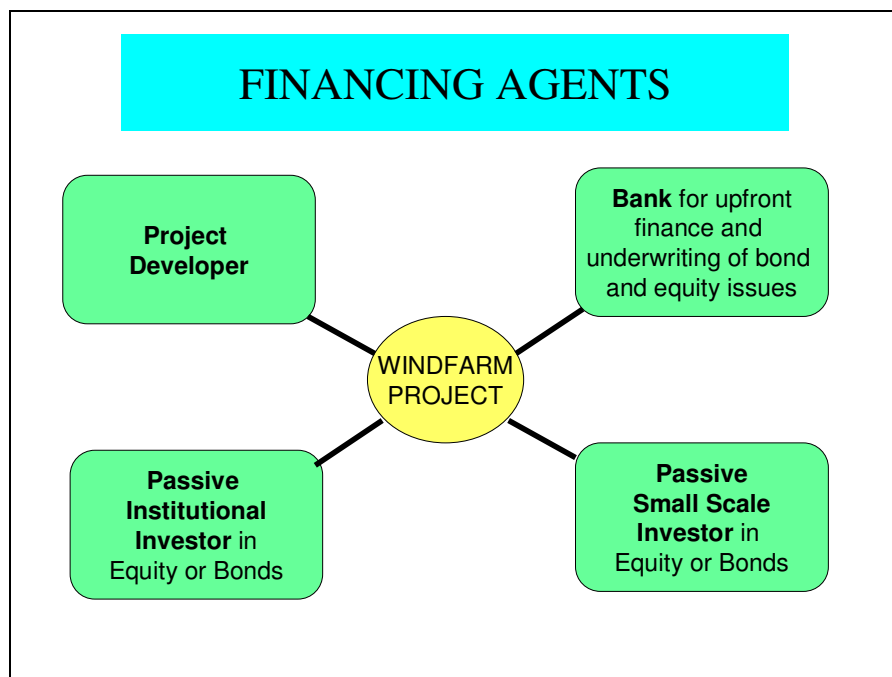 FINANCING AGENTS
Project
Developer
Bank for upfront
finance and
underwriting of bond
and equity issues
WINDFARM
PROJECT
Passive
Institutional
Investor in
Equity or Bonds
Passive
Small Scale
Investor in
Equity or Bonds